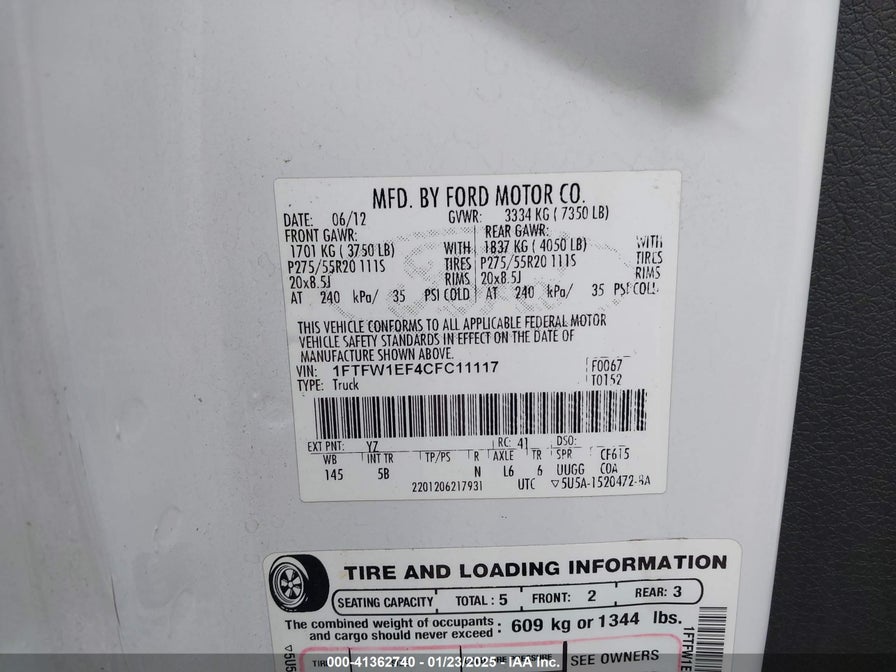 MFD. BY FORD MOTOR CO.
DATE: 06/12 GVWR: 3334 KG ( 7350 LB)
FRONT GAWR: REAR GAWR:
1701 KG ( 3750 LB) WITH 1837 KG ( 4050 LB) WITH
P275/55R20 111S TIRES P275/55R20 111S TIRES
20x8.5J RIMS 20x8.5J RIMS
AT 240 kPa/ 35 PSI COLD AT 240 kPa/ 35 PSI COLD
THIS VEHICLE CONFORMS TO ALL APPLICABLE FEDERAL MOTOR
VEHICLE SAFETY STANDARDS IN EFFECT ON THE DATE OF
MANUFACTURE SHOWN ABOVE.
VIN: 1FTFW1EF4CFC11117 F0067
TYPE: Truck T0152
EXT PNT: YZ RC: 41 DSO:
WB INT TR TP/PS R AXLE TR SPR CF615
145 5B N L6 6 UUGG COA
2201206217931 UTC ▽5U5A-1520472-
TIRE AND LOADING INFORMATION
SEATING CAPACITY TOTAL : 5 FRONT: 2 REAR: 3
The combined weight of occupants and cargo should never exceed : 609 kg or 1344 lbs.
SEE OWNERS
▽5U5
1FTFW1E
000-41362740 - 01/23/2025 - IAA Inc.